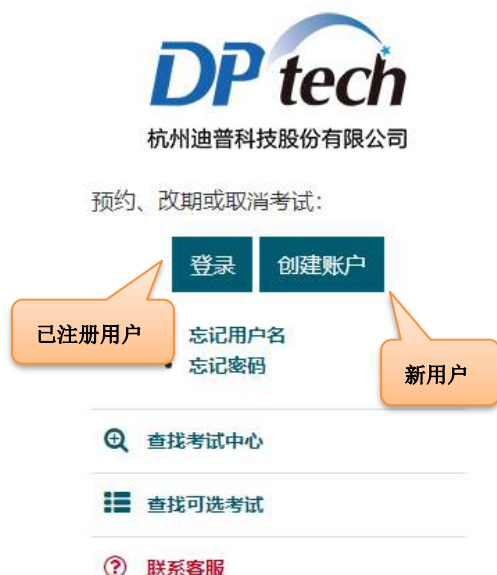 DPtech
杭州迪普科技股份有限公司
预约、改期或取消考试：
登录 创建账户
已注册用户
忘记用户名
忘记密码
新用户
查找考试中心
查找可选考试
联系客服